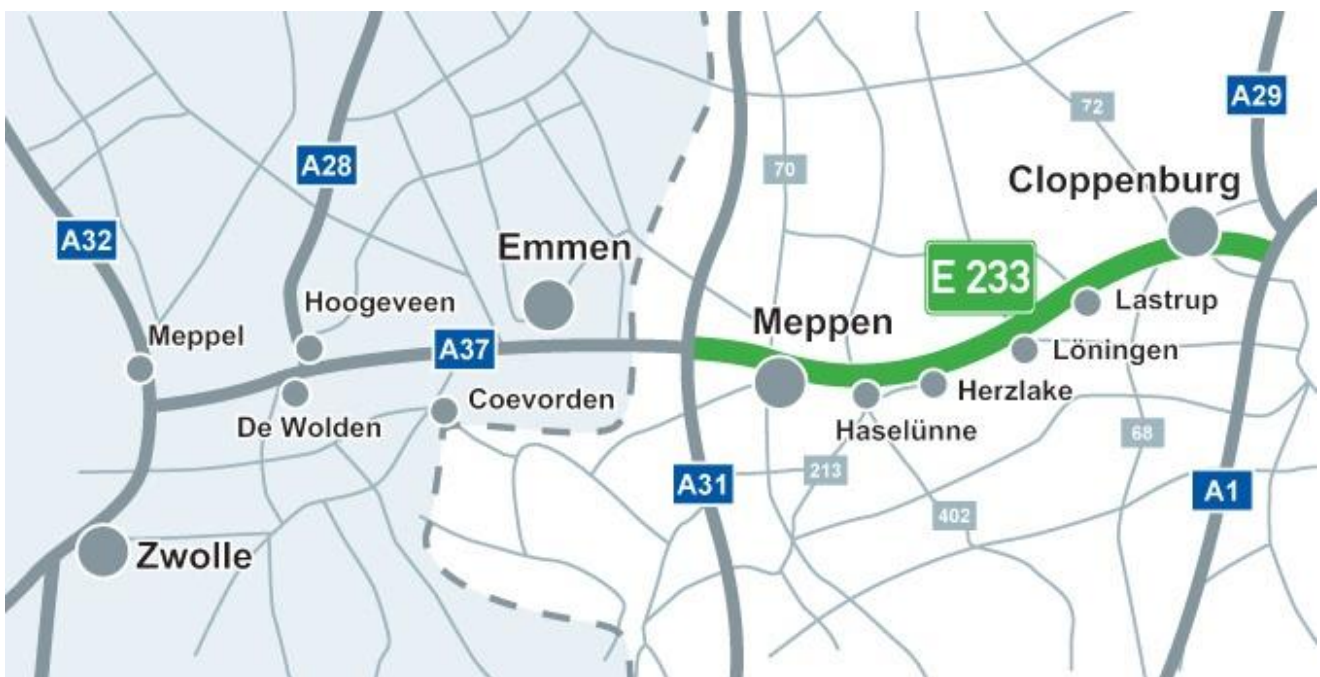 A29
72
A28
70
Cloppenburg
A32
Emmen
E 233
Hoogeveen
Lastrup
Meppen
Meppel
A37
Löningen
Herzlake
Coevorden
De Wolden
Haselünne
68
213
A31
A1
402
Zwolle